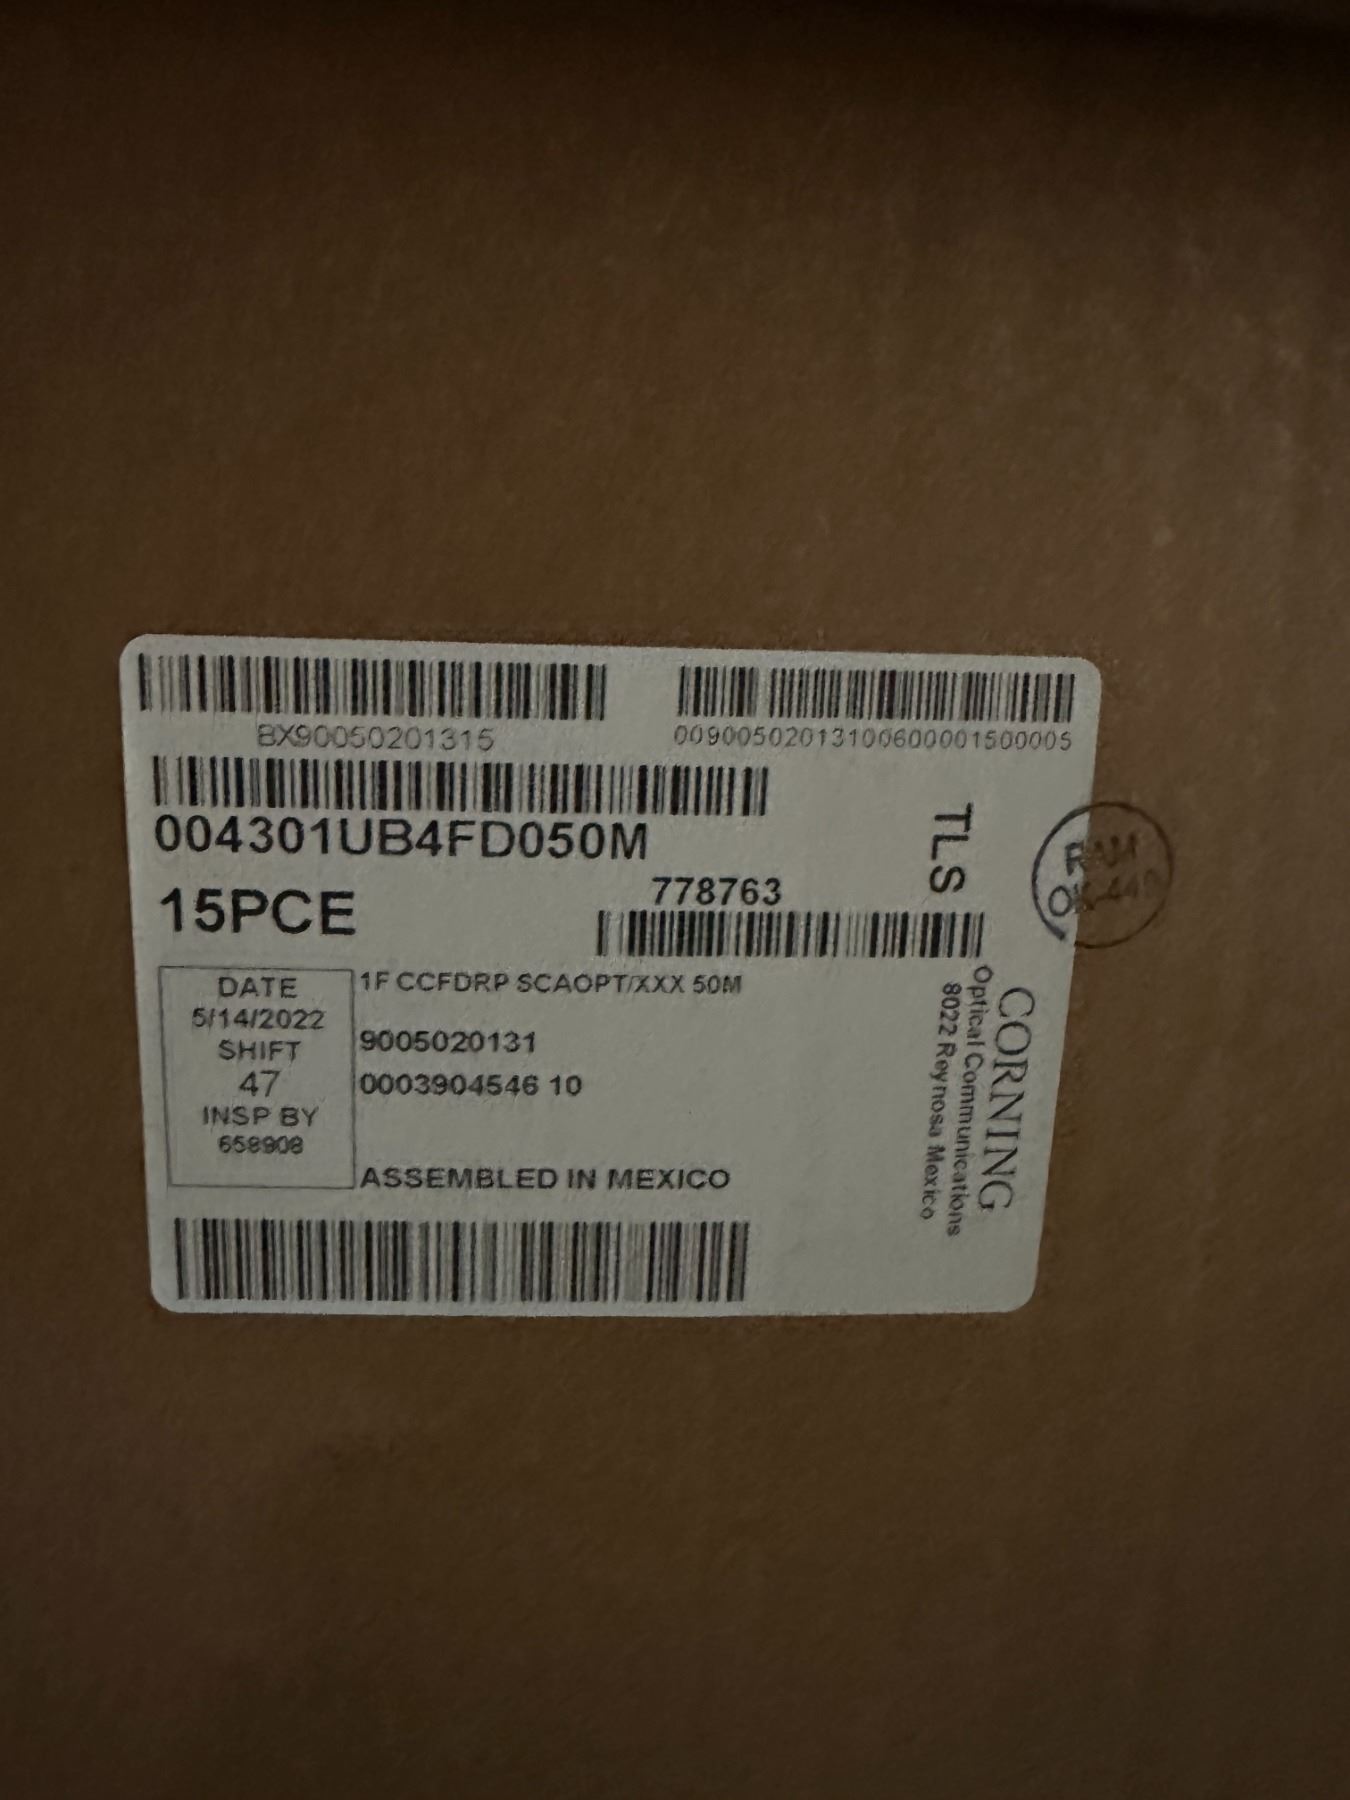 BX90050201315
00900502013100600001500005
004301UB4FD050M
15PCE
778763
TLS
DATE
5/14/2022
SHIFT
47
INSP BY
658908
1F CCFDRP SCAOPT/XXX 50M
9005020131
0003904546 10
ASSEMBLED IN MEXICO
CORNING
Optical Communications
8022 Reynosa Mexico